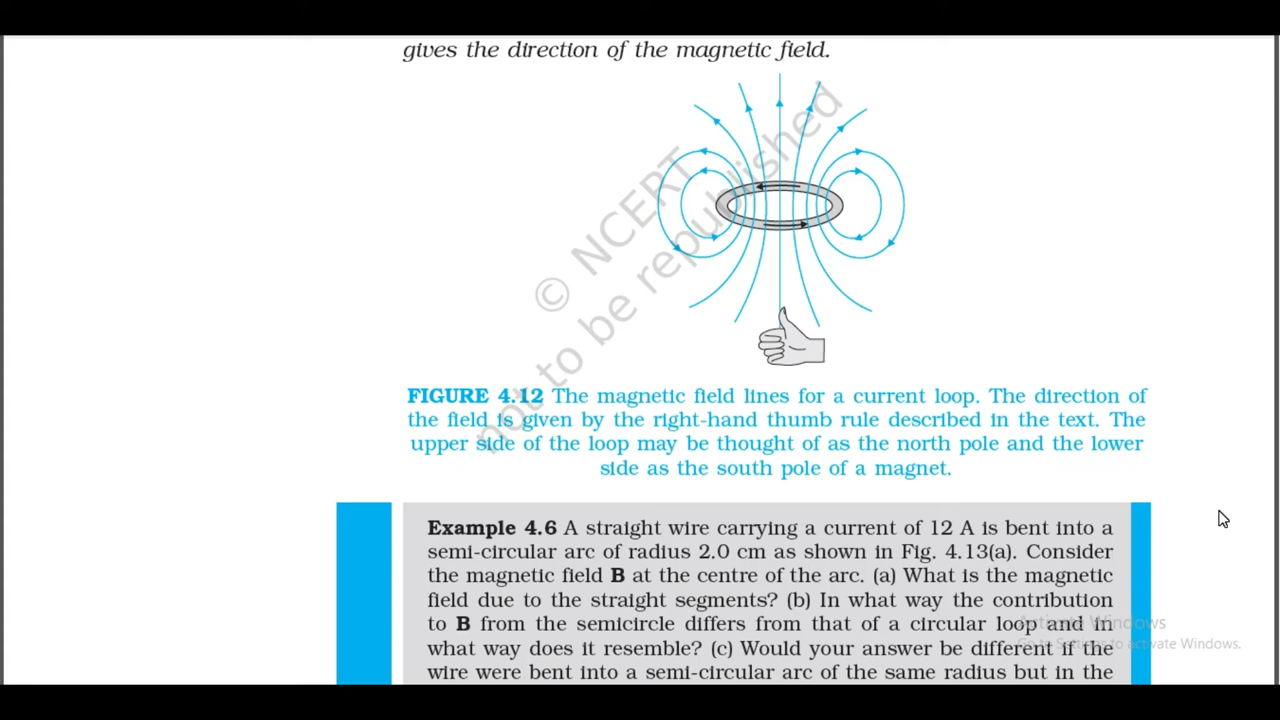 gives the direction of the magnetic field.
© NCERT
not to be republished
FIGURE 4.12 The magnetic field lines for a current loop. The direction of
the field is given by the right-hand thumb rule described in the text. The
upper side of the loop may be thought of as the north pole and the lower
side as the south pole of a magnet.
Example 4.6 A straight wire carrying a current of 12 A is bent into a
semi-circular arc of radius 2.0 cm as shown in Fig. 4.13(a). Consider
the magnetic field B at the centre of the arc. (a) What is the magnetic
field due to the straight segments? (b) In what way the contribution
to B from the semicircle differs from that of a circular loop and in
what way does it resemble? (c) Would your answer be different if the
wire were bent into a semi-circular arc of the same radius but in the
Activate Windows
Go to Settings to activate Windows.